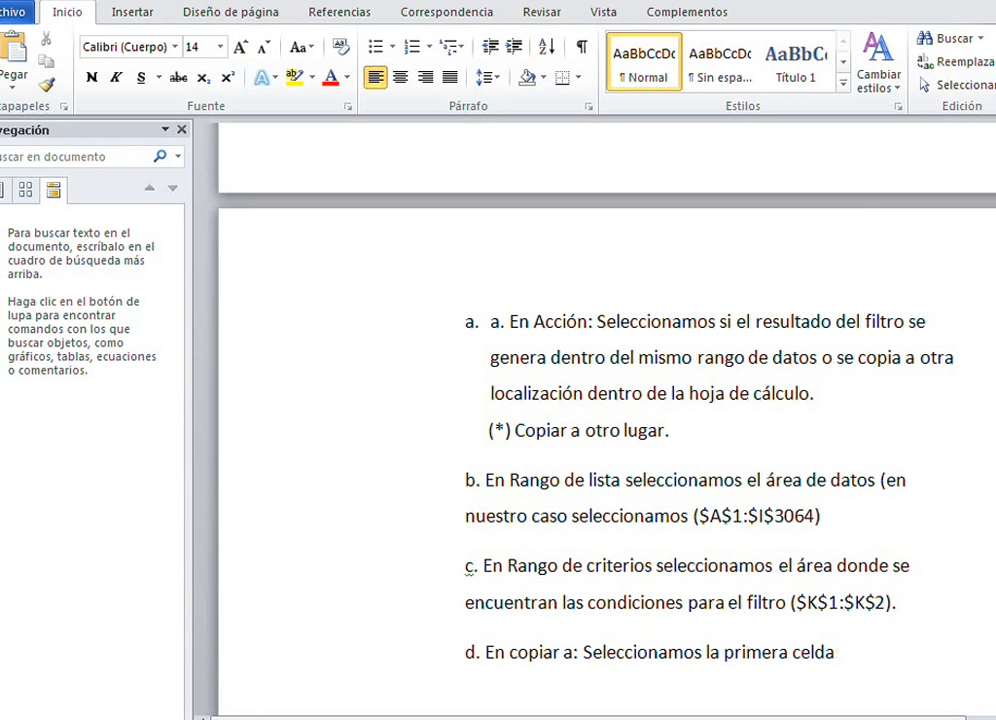 chivo Inicio Insertar Diseño de página Referencias Correspondencia Revisar Vista Complementos
Calibri (Cuerpo) 14 Aa AaBbCcDc AaBbCcDc AaBbC Buscar
Pegar N K S abc x₂ x² A ab A ¶ Normal ¶ Sin espa... Título 1 Cambiar estilos Reemplaza
Selecciona
tapapeles Fuente Párrafo Estilos Edición
vegación
uscar en documento
Para buscar texto en el
documento, escríbalo en el
cuadro de búsqueda más
arriba.
Haga clic en el botón de
lupa para encontrar
comandos con los que
buscar objetos, como
gráficos, tablas, ecuaciones
o comentarios.
a. a. En Acción: Seleccionamos si el resultado del filtro se
genera dentro del mismo rango de datos o se copia a otra
localización dentro de la hoja de cálculo.
(*) Copiar a otro lugar.
b. En Rango de lista seleccionamos el área de datos (en
nuestro caso seleccionamos ($A$1:$I$3064)
c. En Rango de criterios seleccionamos el área donde se
encuentran las condiciones para el filtro ($K$1:$K$2).
d. En copiar a: Seleccionamos la primera celda